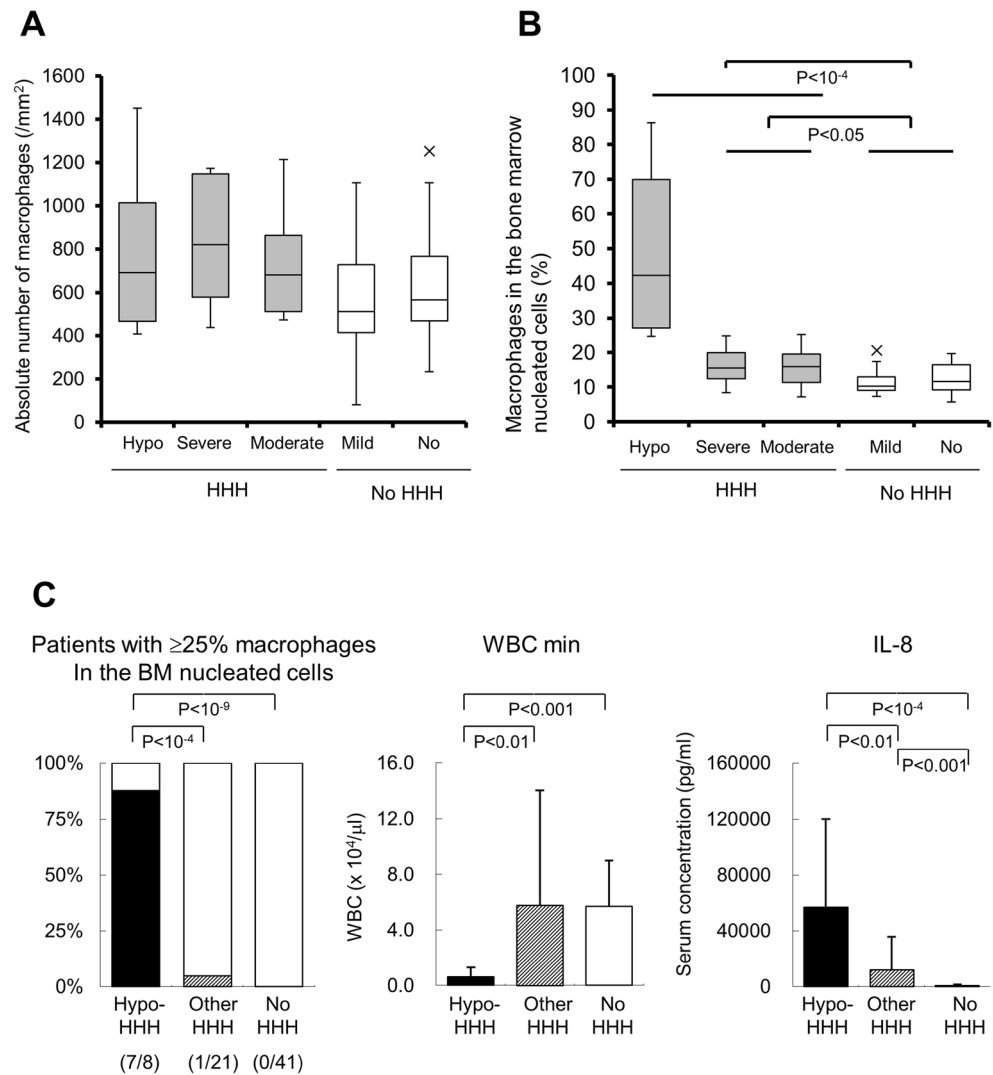 A
Absolute number of macrophages (/mm²)
1600
1400
1200
1000
800
600
400
200
0
Hypo Severe Moderate Mild No
HHH No HHH
B
Macrophages in the bone marrow
nucleated cells (%)
P<10⁻⁴
P<0.05
100
90
80
70
60
50
40
30
20
10
0
Hypo Severe Moderate Mild No
HHH No HHH
C
Patients with ≥25% macrophages
In the BM nucleated cells
P<10⁻⁹
P<10⁻⁴
100%
75%
50%
25%
0%
Hypo- Other No
HHH HHH HHH
(7/8) (1/21) (0/41)
WBC min
P<0.001
P<0.01
WBC (x 10⁴/μl)
16.0
12.0
8.0
4.0
0.0
Hypo- Other No
HHH HHH HHH
IL-8
P<10⁻⁴
P<0.01
P<0.001
Serum concentration (pg/ml)
160000
120000
80000
40000
0
Hypo- Other No
HHH HHH HHH